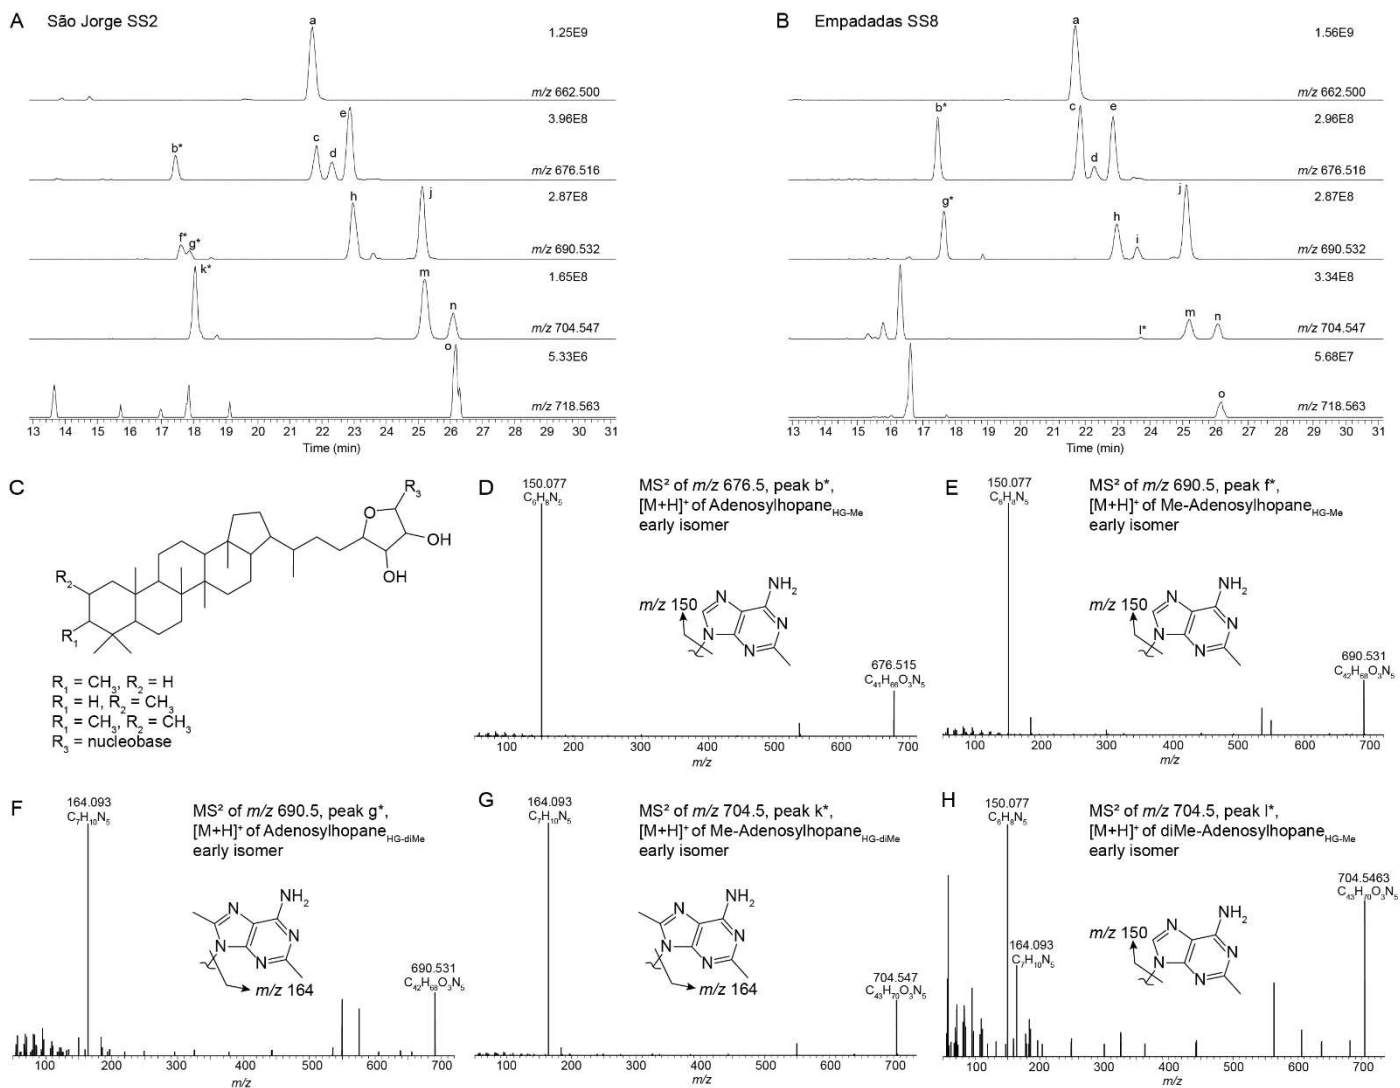 A São Jorge SS2
a
1.25E9
m/z 662.500
3.96E8
b*
c
d
e
m/z 676.516
2.87E8
f*
g*
h
j
m/z 690.532
1.65E8
k*
m
n
m/z 704.547
5.33E6
o
m/z 718.563
13 14 15 16 17 18 19 20 21 22 23 24 25 26 27 28 29 30 31
Time (min)
B Empadadas SS8
a
1.56E9
m/z 662.500
2.96E8
b*
c
d
e
m/z 676.516
2.87E8
g*
h
i
j
m/z 690.532
3.34E8
l*
m
n
m/z 704.547
5.68E7
o
m/z 718.563
13 14 15 16 17 18 19 20 21 22 23 24 25 26 27 28 29 30 31
Time (min)
C
R3
O
OH
OH
R2
R1
R1 = CH3, R2 = H
R1 = H, R2 = CH3
R1 = CH3, R2 = CH3
R3 = nucleobase
D
150.077
C6H8N5
MS² of m/z 676.5, peak b*,
[M+H]+ of AdenosylhopaneHG-Me
early isomer
NH2
m/z 150
N
N
N
N
676.515
C41H66O3N5
100 200 300 400 500 600 700
m/z
E
150.077
C6H8N5
MS² of m/z 690.5, peak f*,
[M+H]+ of Me-AdenosylhopaneHG-Me
early isomer
NH2
m/z 150
N
N
N
N
690.531
C42H68O3N5
100 200 300 400 500 600 700
m/z
F
164.093
C7H10N5
MS² of m/z 690.5, peak g*,
[M+H]+ of AdenosylhopaneHG-diMe
early isomer
NH2
N
N
N
N
m/z 164
690.531
C42H68O3N5
100 200 300 400 500 600 700
m/z
G
164.093
C7H10N5
MS² of m/z 704.5, peak k*,
[M+H]+ of Me-AdenosylhopaneHG-diMe
early isomer
NH2
N
N
N
N
m/z 164
704.547
C43H70O3N5
100 200 300 400 500 600 700
m/z
H
150.077
C6H8N5
MS² of m/z 704.5, peak l*,
[M+H]+ of diMe-AdenosylhopaneHG-Me
early isomer
NH2
m/z 150
N
N
N
N
164.093
C7H10N5
704.5463
C43H70O3N5
100 200 300 400 500 600 700
m/z